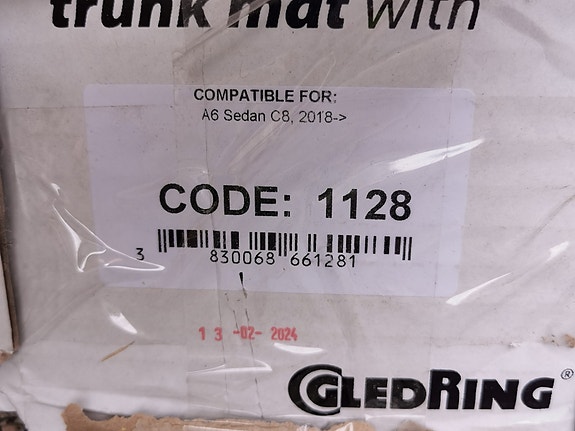 trunk mat with
COMPATIBLE FOR:
A6 Sedan C8, 2018->
CODE: 1128
3 830068 661281
13 -02- 2024
GLEDRING ®